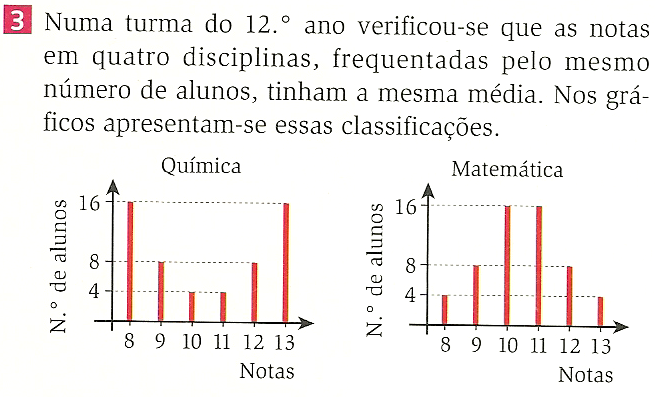 3 Numa turma do 12.° ano verificou-se que as notas
em quatro disciplinas, frequentadas pelo mesmo
número de alunos, tinham a mesma média. Nos grá-
ficos apresentam-se essas classificações.
Química
N.° de alunos
16
8
4
8 9 10 11 12 13
Notas
Matemática
N.° de alunos
16
8
4
8 9 10 11 12 13
Notas